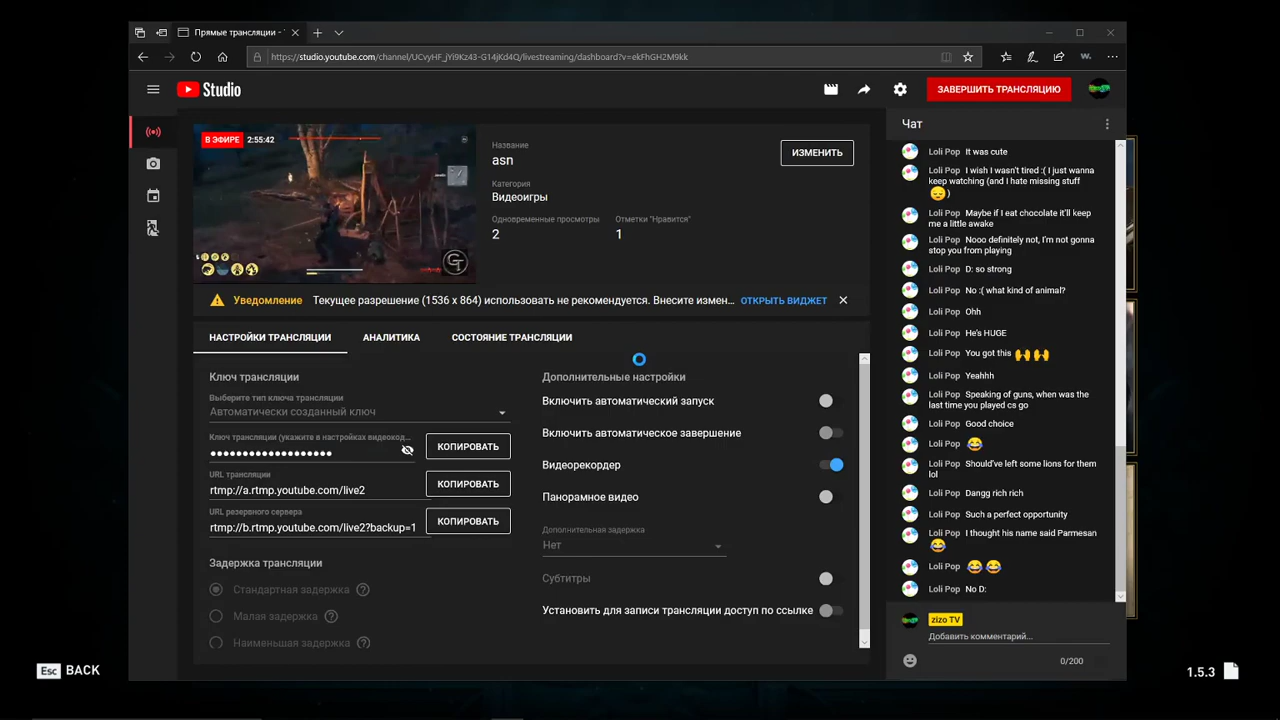 Прямые трансляции - 
https://studio.youtube.com/channel/UCvyHF_jYi9Kz43-G14jKd4Q/livestreaming/dashboard?v=ekFhGH2M9kk
Studio
ЗАВЕРШИТЬ ТРАНСЛЯЦИЮ
В ЭФИРЕ 2:55:42
Название
asn
ИЗМЕНИТЬ
Категория
Видеоигры
Одновременные просмотры
2
Отметки "Нравится"
1
Уведомление Текущее разрешение (1536 x 864) использовать не рекомендуется. Внесите измен... ОТКРЫТЬ ВИДЖЕТ
НАСТРОЙКИ ТРАНСЛЯЦИИ АНАЛИТИКА СОСТОЯНИЕ ТРАНСЛЯЦИИ
Ключ трансляции
Выберите тип ключа трансляции
Автоматически созданный ключ
Ключ трансляции (укажите в настройках видеокод...
КОПИРОВАТЬ
URL трансляции
rtmp://a.rtmp.youtube.com/live2
КОПИРОВАТЬ
URL резервного сервера
rtmp://b.rtmp.youtube.com/live2?backup=1
КОПИРОВАТЬ
Задержка трансляции
Стандартная задержка
Малая задержка
Наименьшая задержка
Дополнительные настройки
Включить автоматический запуск
Включить автоматическое завершение
Видеорекордер
Панорамное видео
Дополнительная задержка
Нет
Субтитры
Установить для записи трансляции доступ по ссылке
Чат
Loli Pop It was cute
Loli Pop I wish I wasn't tired :( I just wanna
keep watching (and I hate missing stuff
😔)
Loli Pop Maybe if I eat chocolate it'll keep
me a little awake
Loli Pop Nooo definitely not, I'm not gonna
stop you from playing
Loli Pop D: so strong
Loli Pop No :( what kind of animal?
Loli Pop Ohh
Loli Pop He's HUGE
Loli Pop You got this 🙌🙌
Loli Pop Yeahhh
Loli Pop Speaking of guns, when was the
last time you played cs go
Loli Pop Good choice
Loli Pop 😂
Loli Pop Should've left some lions for them
lol
Loli Pop Dangg rich rich
Loli Pop Such a perfect opportunity
Loli Pop I thought his name said Parmesan
😂
Loli Pop 😂😂
Loli Pop No D:
zizo TV
Добавить комментарий...
0/200
Esc BACK
1.5.3